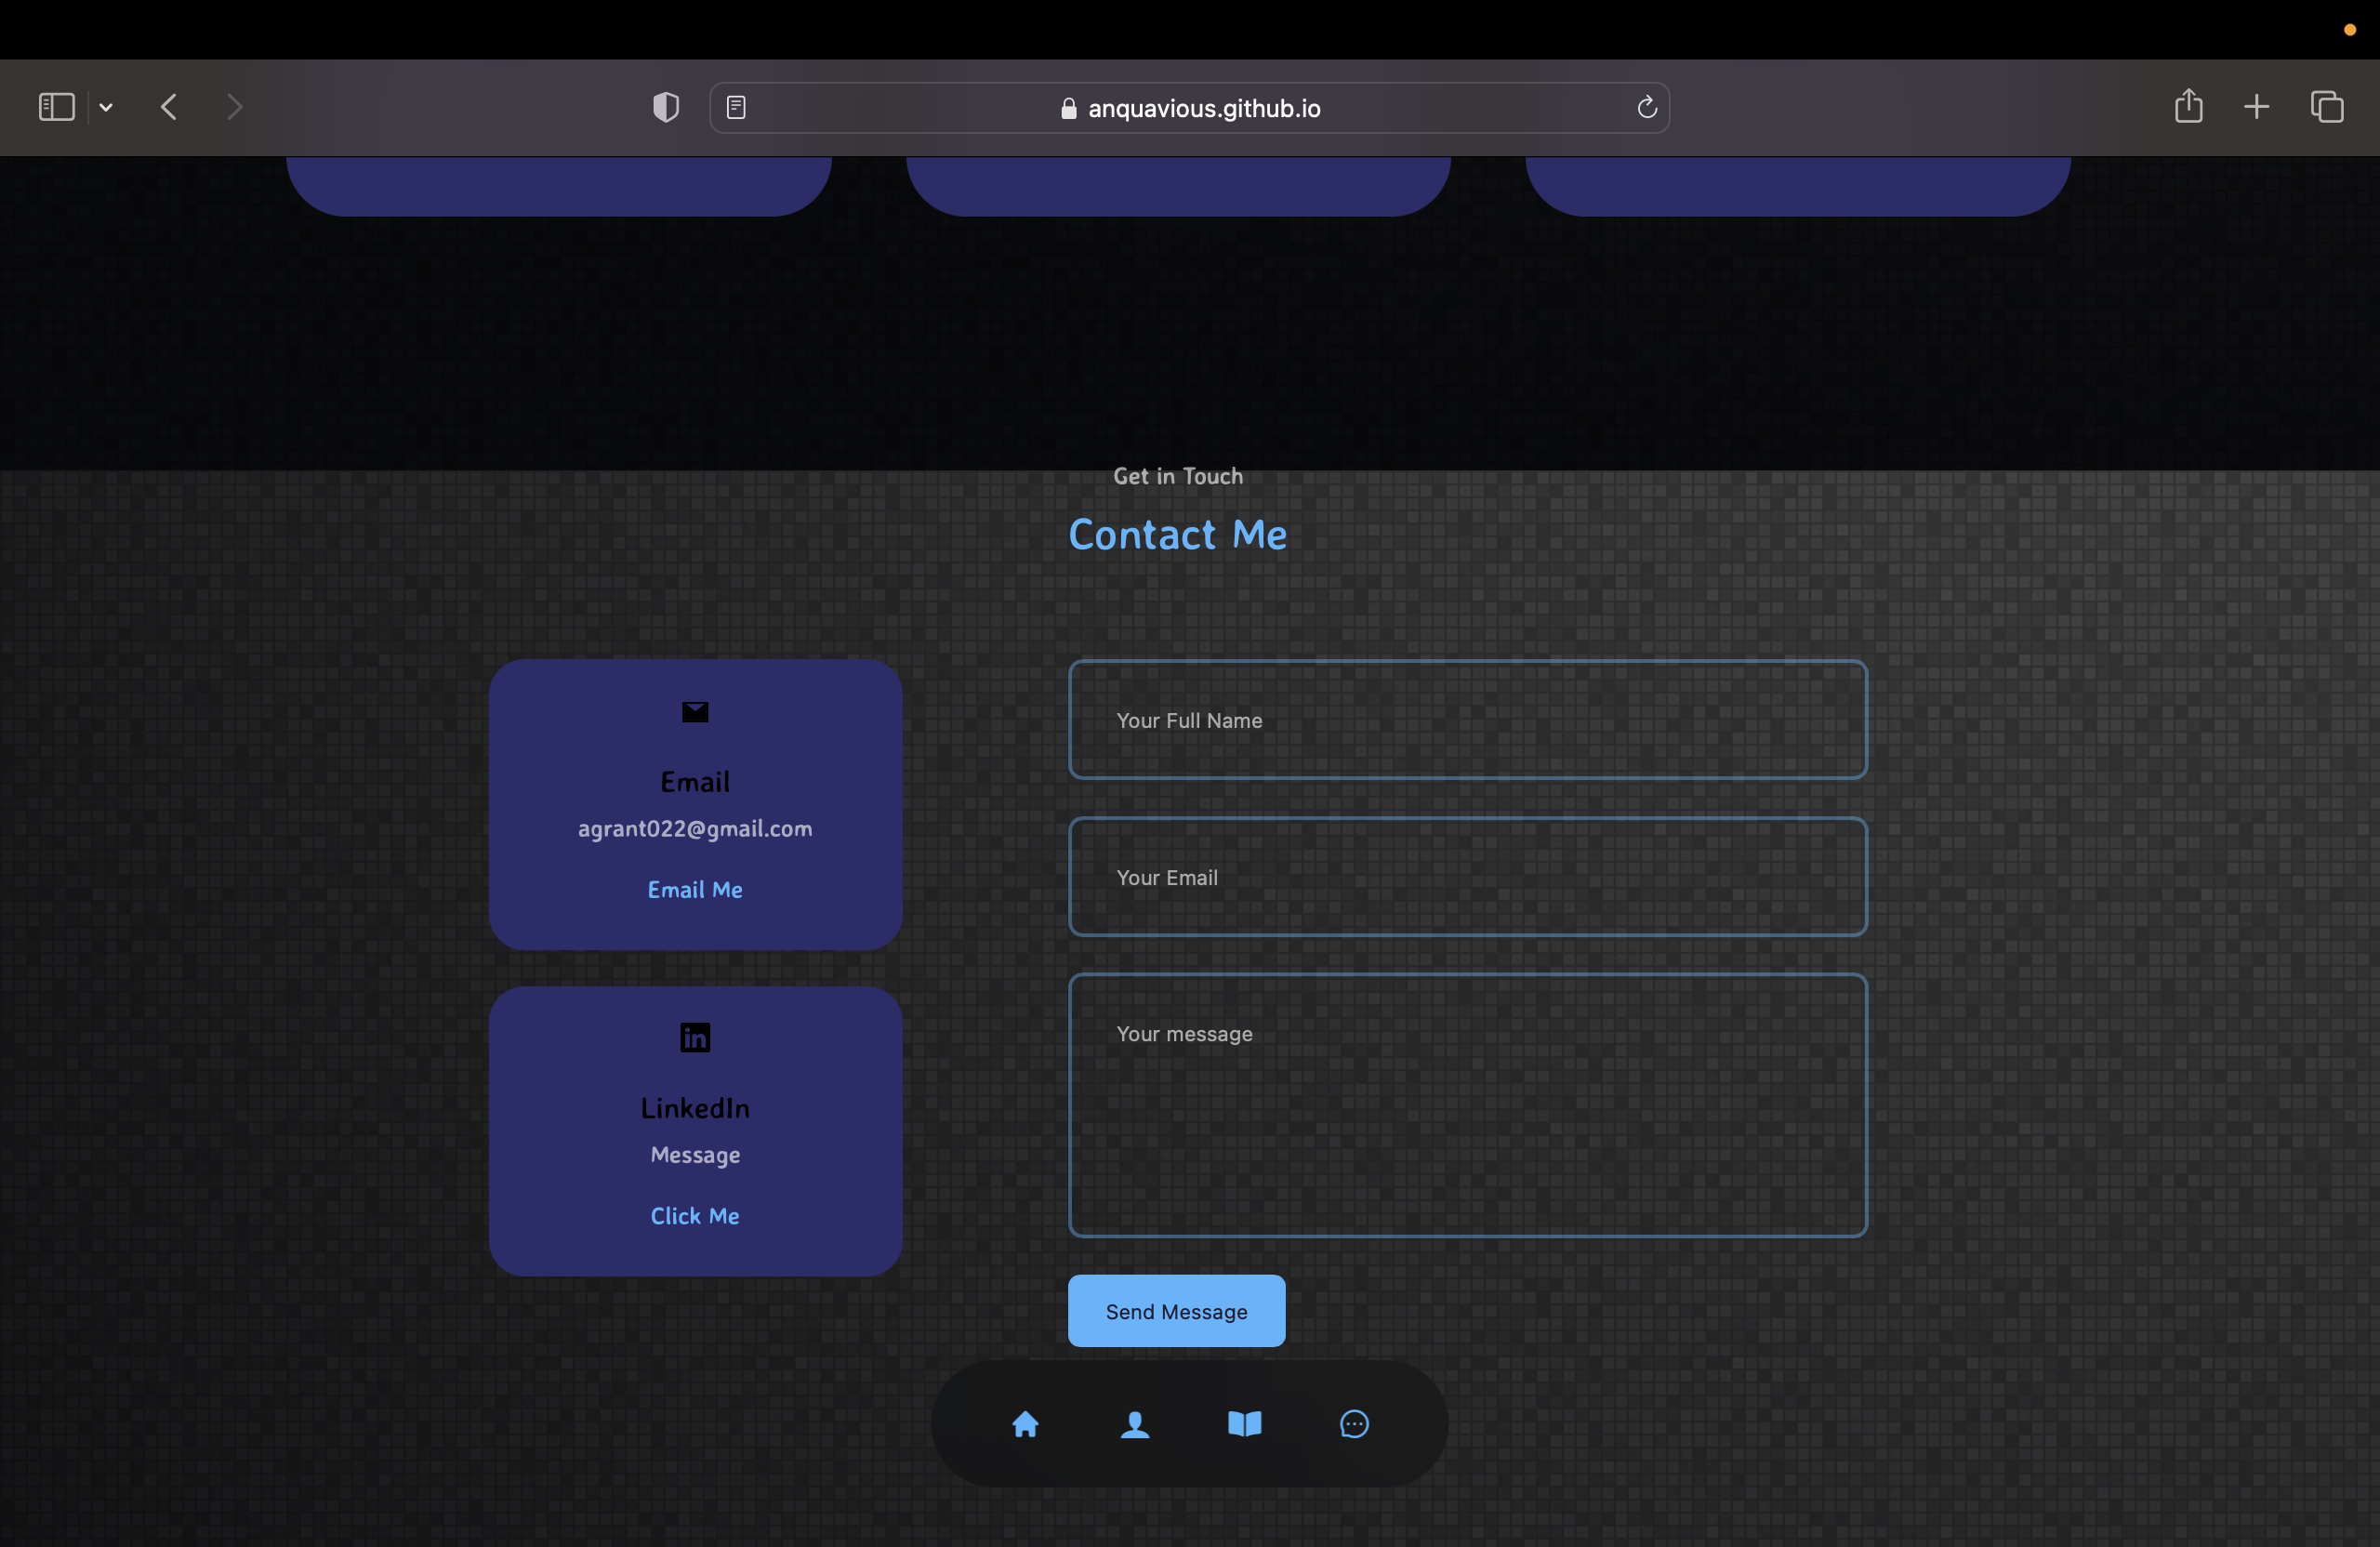 anquavious.github.io
Get in Touch
Contact Me
Email
agrant022@gmail.com
Email Me
in
LinkedIn
Message
Click Me
Your Full Name
Your Email
Your message
Send Message